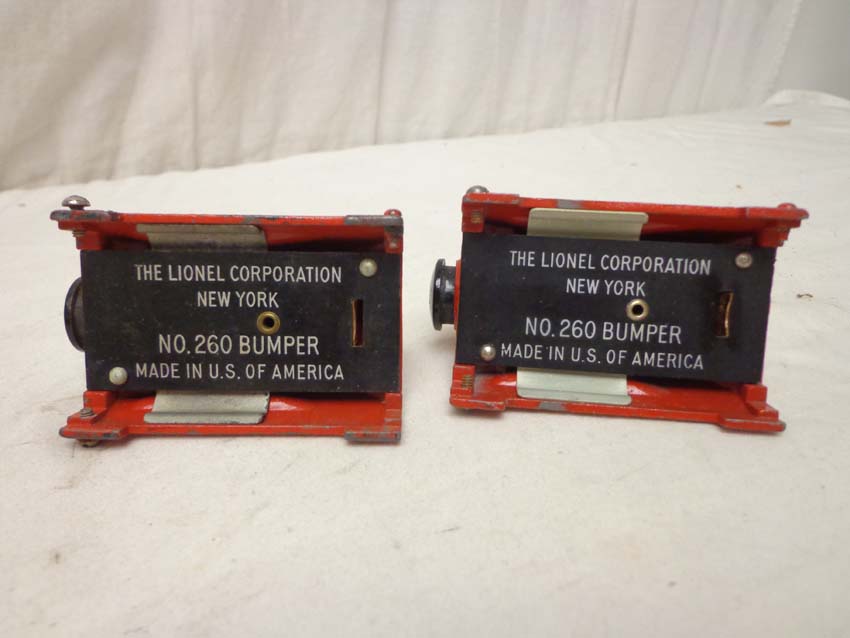 THE LIONEL CORPORATION
NEW YORK
NO. 260 BUMPER
MADE IN U.S. OF AMERICA
THE LIONEL CORPORATION
NEW YORK
NO. 260 BUMPER
MADE IN U.S. OF AMERICA